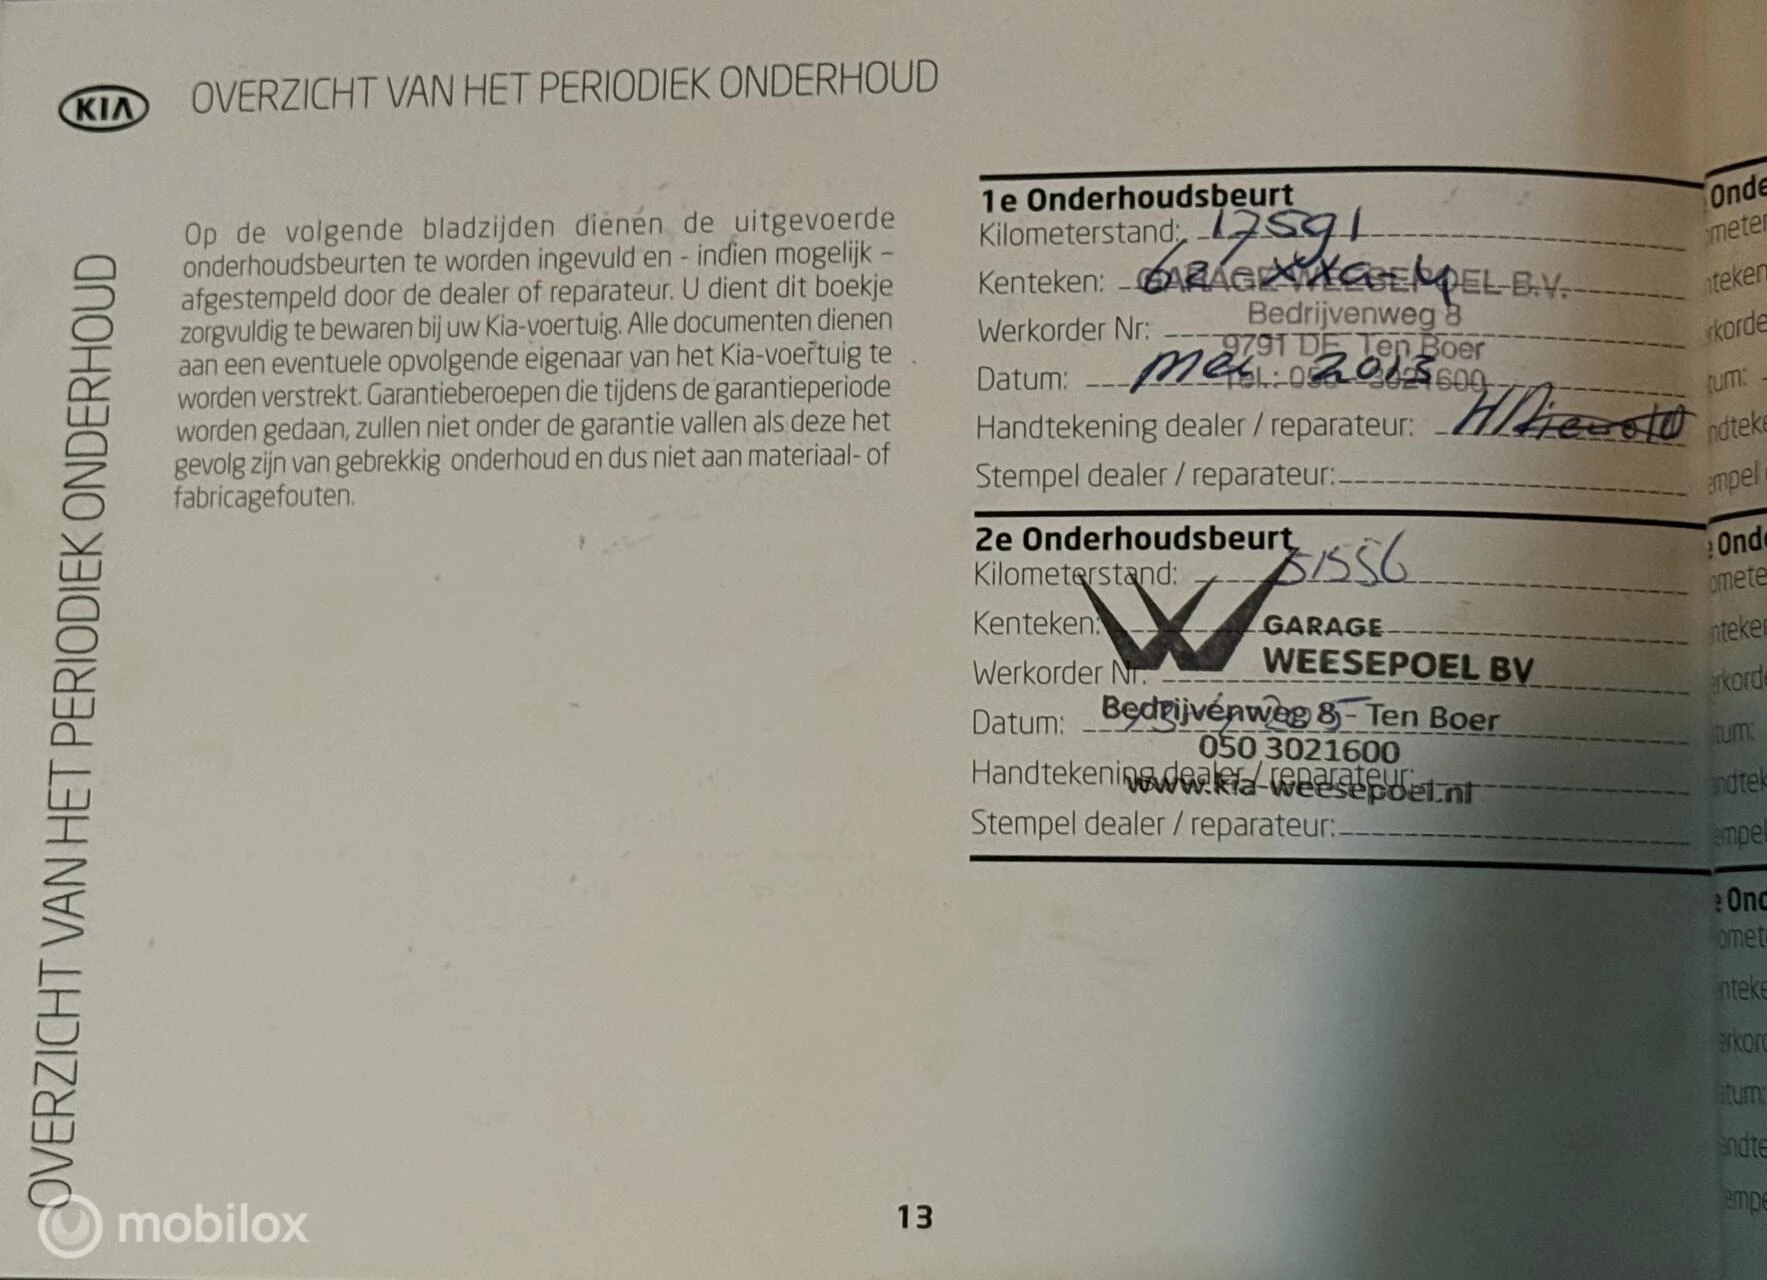 KIA
OVERZICHT VAN HET PERIODIEK ONDERHOUD
OVERZICHT VAN HET PERIODIEK ONDERHOUD
Op de volgende bladzijden dienen de uitgevoerde
onderhoudsbeurten te worden ingevuld en - indien mogelijk –
afgestempeld door de dealer of reparateur. U dient dit boekje
zorgvuldig te bewaren bij uw Kia-voertuig. Alle documenten dienen
aan een eventuele opvolgende eigenaar van het Kia-voertuig te
worden verstrekt. Garantieberoepen die tijdens de garantieperiode
worden gedaan, zullen niet onder de garantie vallen als deze het
gevolg zijn van gebrekkig onderhoud en dus niet aan materiaal- of
fabricagefouten.
1e Onderhoudsbeurt
Kilometerstand: 17591
Kenteken:
GARAGE WEESEPOEL B.V.
Werkorder Nr:
Bedrijvenweg 8
9791 DE Ten Boer
Datum: mei 2013
Tel.: 050 - 3021600
Handtekening dealer / reparateur:
Stempel dealer / reparateur:
2e Onderhoudsbeurt
Kilometerstand: 51556
Kenteken:
GARAGE
WEESEPOEL BV
Werkorder Nr:
Datum:
Bedrijvenweg 8 - Ten Boer
050 3021600
Handtekening dealer / reparateur:
www.kia-weesepoel.nl
Stempel dealer / reparateur:
13
mobilox